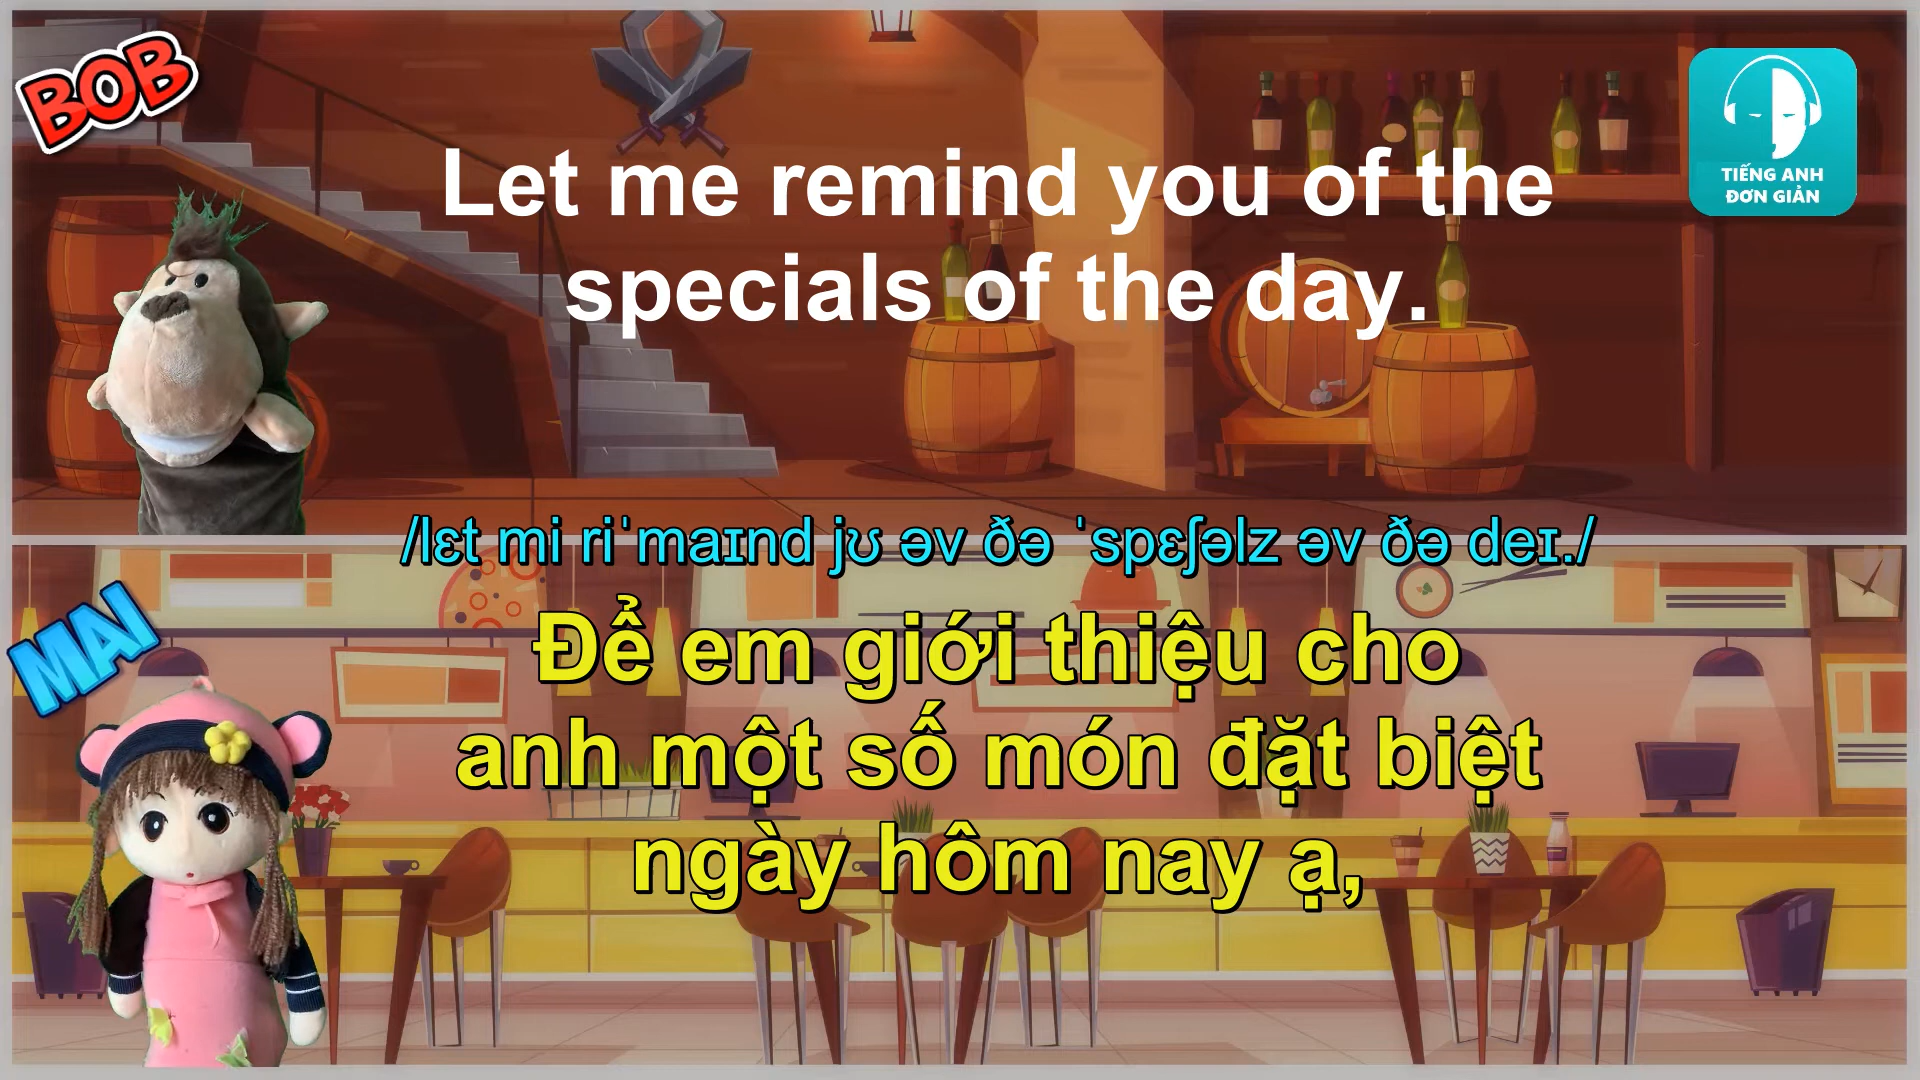 BOB
TIẾNG ANH
ĐƠN GIẢN
Let me remind you of the
specials of the day.
/lɛt mi riˈmaɪnd jʊ əv ðə ˈspɛʃəlz əv ðə deɪ./
MAI
Để em giới thiệu cho
anh một số món đặt biệt
ngày hôm nay ạ,